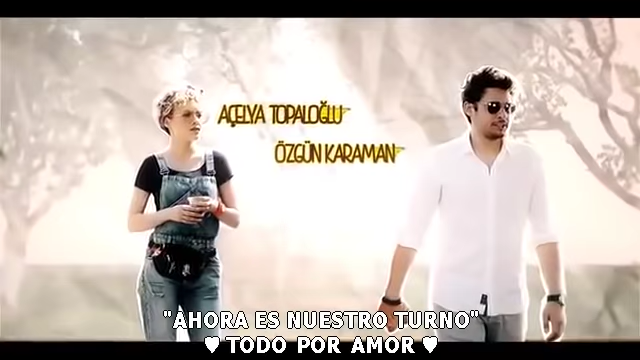 AÇELYA TOPALOĞLU
ÖZGÜN KARAMAN
"AHORA ES NUESTRO TURNO"
♥ TODO POR AMOR ♥